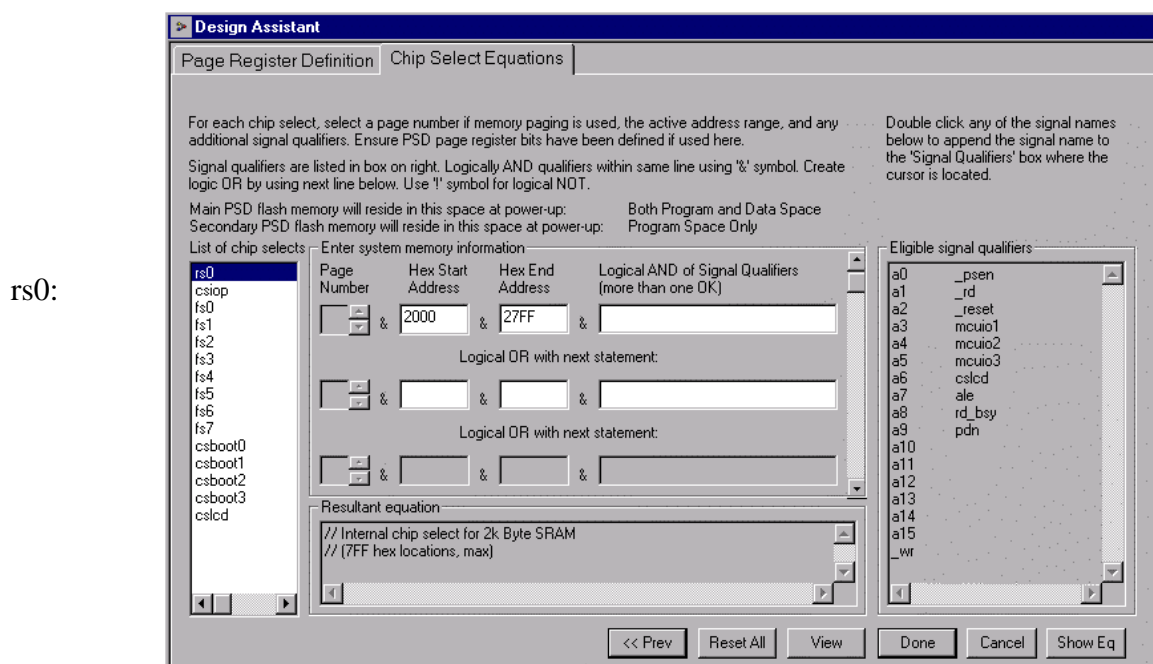 Design Assistant
Page Register Definition
Chip Select Equations
For each chip select, select a page number if memory paging is used, the active address range, and any
additional signal qualifiers. Ensure PSD page register bits have been defined if used here.
Signal qualifiers are listed in box on right. Logically AND qualifiers within same line using '&' symbol. Create
logic OR by using next line below. Use '!' symbol for logical NOT.
Main PSD flash memory will reside in this space at power-up: Both Program and Data Space
Secondary PSD flash memory will reside in this space at power-up: Program Space Only
Double click any of the signal names
below to append the signal name to
the 'Signal Qualifiers' box where the
cursor is located.
rs0:
List of chip selects
rs0
csiop
fs0
fs1
fs2
fs3
fs4
fs5
fs6
fs7
csboot0
csboot1
csboot2
csboot3
cslcd
Enter system memory information
Page Number
Hex Start Address
Hex End Address
Logical AND of Signal Qualifiers
(more than one OK)
& 2000 & 27FF &
Logical OR with next statement:
& & &
Logical OR with next statement:
& & &
Resultant equation
// Internal chip select for 2k Byte SRAM
// (7FF hex locations, max)
Eligible signal qualifiers
a0 _psen
a1 _rd
a2 _reset
a3 mcuio1
a4 mcuio2
a5 mcuio3
a6 cslcd
a7 ale
a8 rd_bsy
a9 pdn
a10
a11
a12
a13
a14
a15
_wr
<< Prev
Reset All
View
Done
Cancel
Show Eq